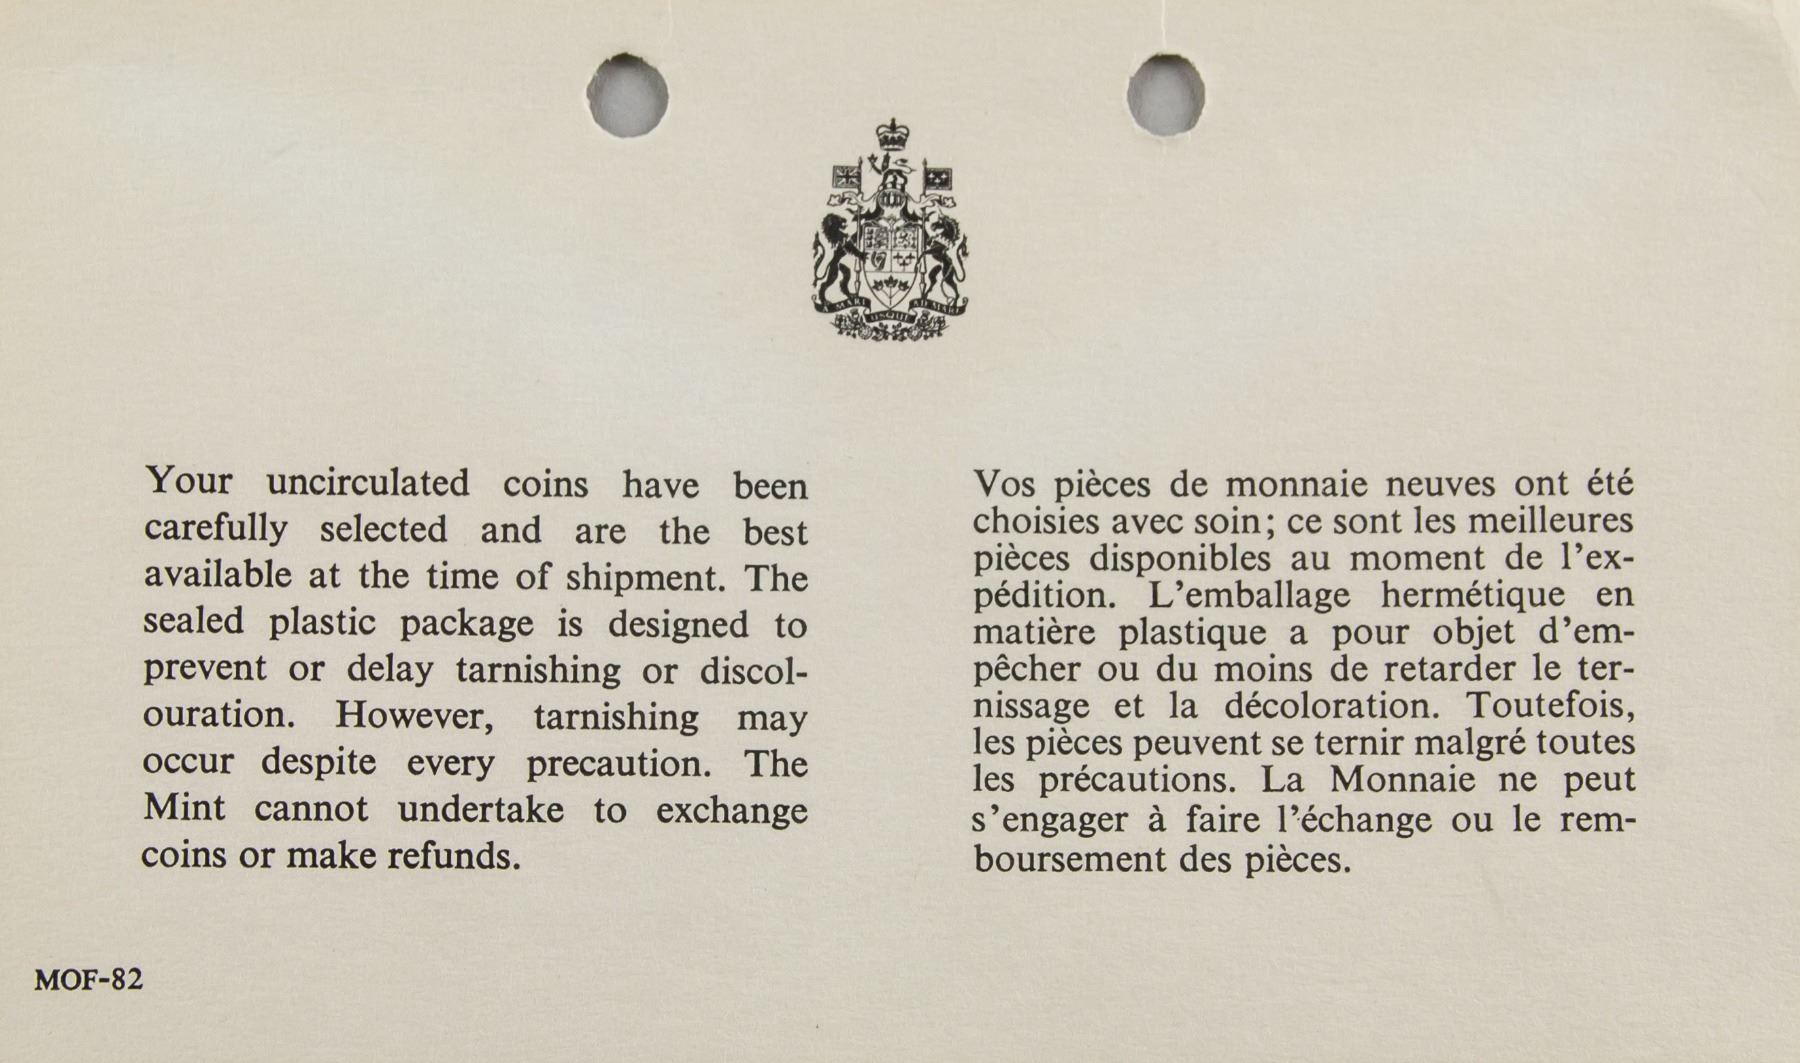 A MARI USQUE AD MARE
Your uncirculated coins have been
carefully selected and are the best
available at the time of shipment. The
sealed plastic package is designed to
prevent or delay tarnishing or discol-
ouration. However, tarnishing may
occur despite every precaution. The
Mint cannot undertake to exchange
coins or make refunds.
Vos pièces de monnaie neuves ont été
choisies avec soin; ce sont les meilleures
pièces disponibles au moment de l'ex-
pédition. L'emballage hermétique en
matière plastique a pour objet d'em-
pêcher ou du moins de retarder le ter-
nissage et la décoloration. Toutefois,
les pièces peuvent se ternir malgré toutes
les précautions. La Monnaie ne peut
s'engager à faire l'échange ou le rem-
boursement des pièces.
MOF-82